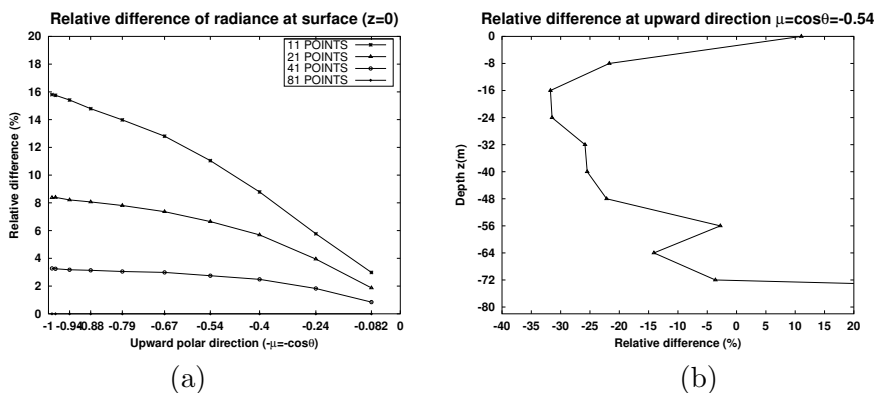 Relative difference of radiance at surface (z=0)
20
18
16
14
12
10
8
6
4
2
0
Relative difference (%)
11 POINTS
21 POINTS
41 POINTS
81 POINTS
-1 -0.94 -0.88 -0.79 -0.67 -0.54 -0.4 -0.24 -0.082 0
Upward polar direction (-μ=-cosθ)
(a)
Relative difference at upward direction μ=cosθ=-0.54
0
-8
-16
-24
-32
-40
-48
-56
-64
-72
-80
Depth z(m)
-40 -35 -30 -25 -20 -15 -10 -5 0 5 10 15 20
Relative difference (%)
(b)